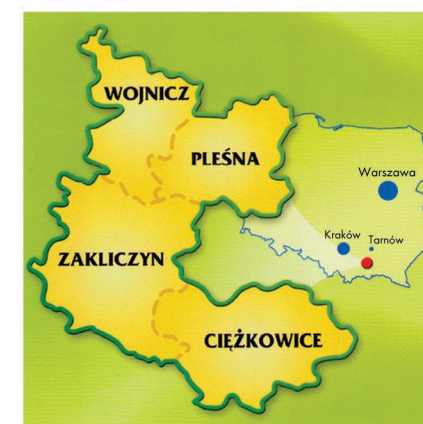 WOJNICZ
PLEŚNA
Warszawa
Kraków
Tarnów
ZAKLICZYN
CIĘŻKOWICE